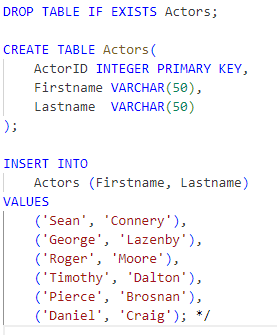 DROP TABLE IF EXISTS Actors;
CREATE TABLE Actors(
    ActorID INTEGER PRIMARY KEY,
    Firstname VARCHAR(50),
    Lastname  VARCHAR(50)
);
INSERT INTO
    Actors (Firstname, Lastname)
VALUES
    ('Sean', 'Connery'),
    ('George', 'Lazenby'),
    ('Roger', 'Moore'),
    ('Timothy', 'Dalton'),
    ('Pierce', 'Brosnan'),
    ('Daniel', 'Craig'); */